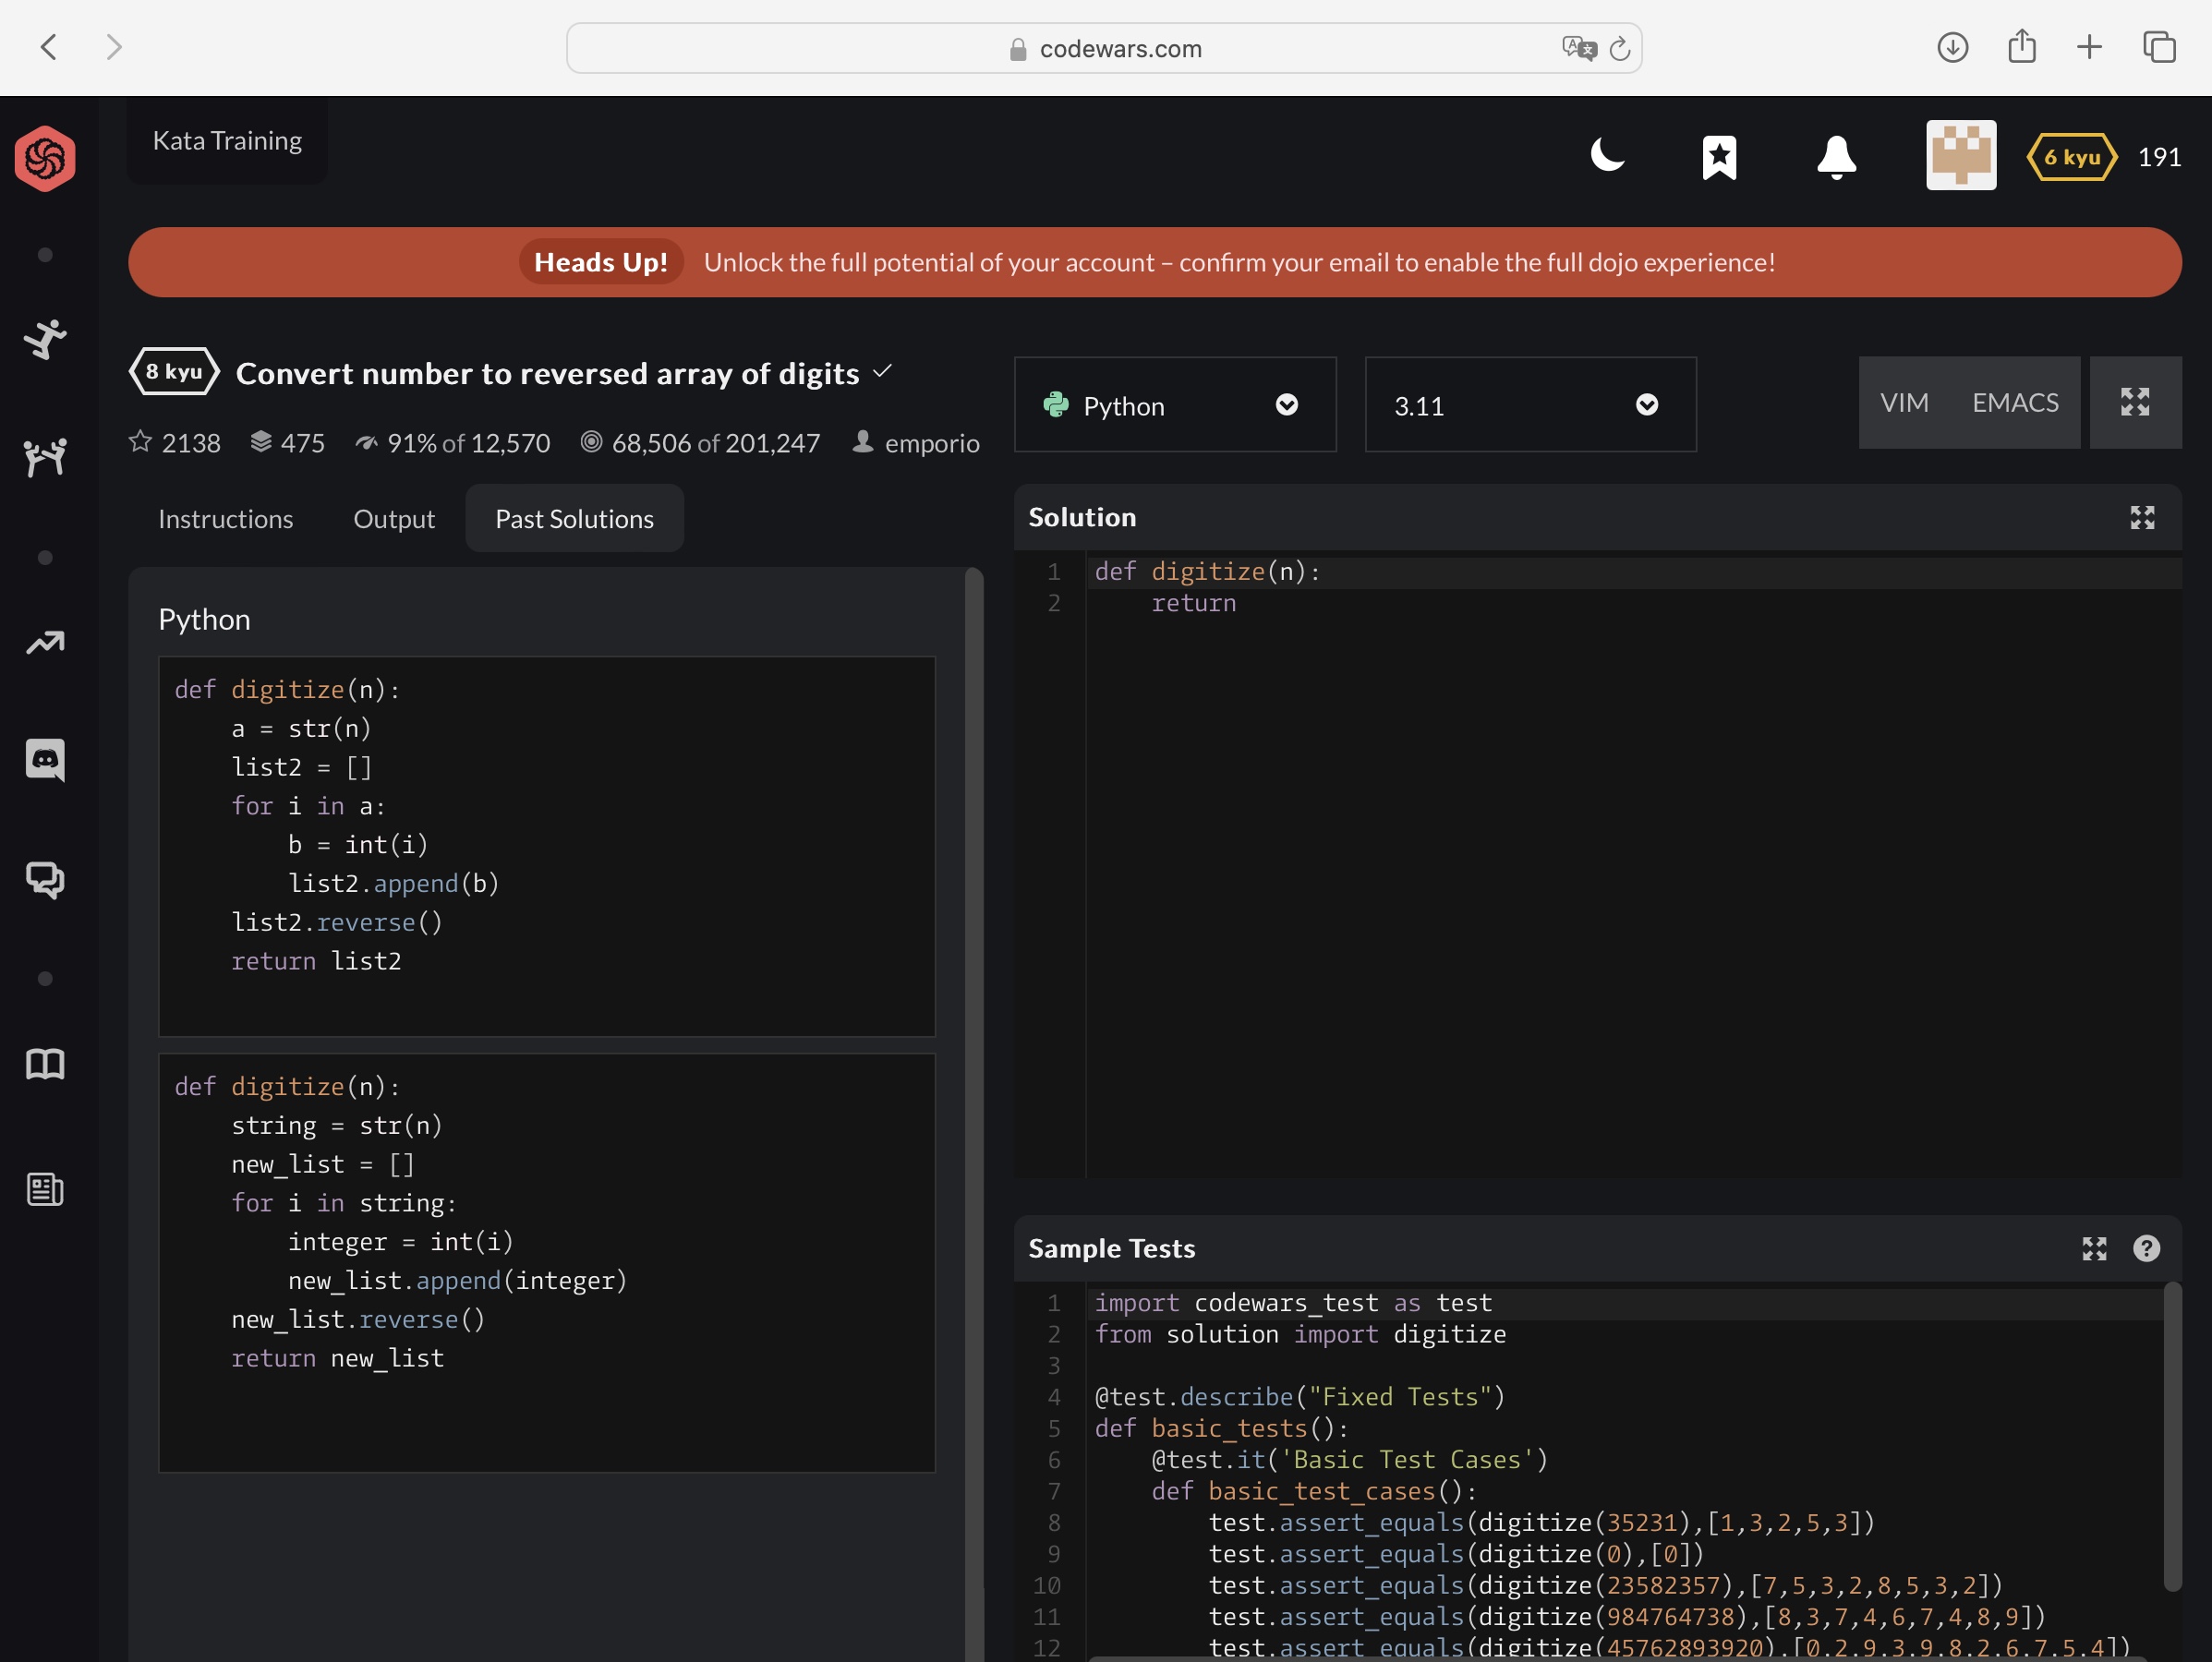 codewars.com
Kata Training
6 kyu 191
Heads Up! Unlock the full potential of your account – confirm your email to enable the full dojo experience!
8 kyu Convert number to reversed array of digits
2138 475 91% of 12,570 68,506 of 201,247 emporio
Python 3.11 VIM EMACS
Instructions Output Past Solutions
Python
def digitize(n):
    a = str(n)
    list2 = []
    for i in a:
        b = int(i)
        list2.append(b)
    list2.reverse()
    return list2
def digitize(n):
    string = str(n)
    new_list = []
    for i in string:
        integer = int(i)
        new_list.append(integer)
    new_list.reverse()
    return new_list
Solution
1 def digitize(n):
2     return
Sample Tests
1 import codewars_test as test
2 from solution import digitize
3
4 @test.describe("Fixed Tests")
5 def basic_tests():
6     @test.it('Basic Test Cases')
7     def basic_test_cases():
8         test.assert_equals(digitize(35231),[1,3,2,5,3])
9         test.assert_equals(digitize(0),[0])
10         test.assert_equals(digitize(23582357),[7,5,3,2,8,5,3,2])
11         test.assert_equals(digitize(984764738),[8,3,7,4,6,7,4,8,9])
12         test.assert_equals(digitize(45762893920),[0,2,9,3,9,8,2,6,7,5,4])